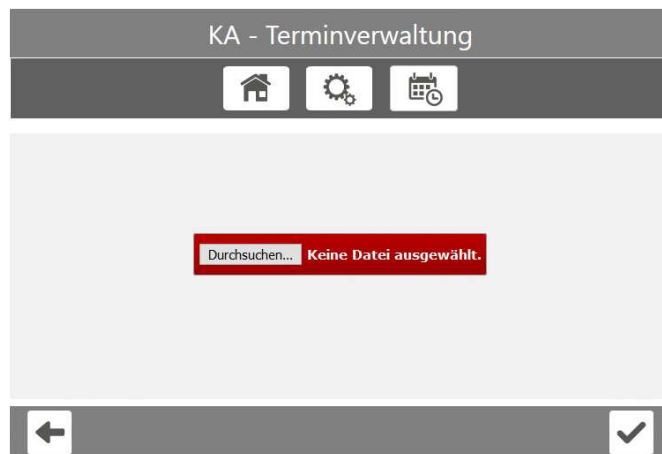 KA - Terminverwaltung
Durchsuchen... Keine Datei ausgewählt.